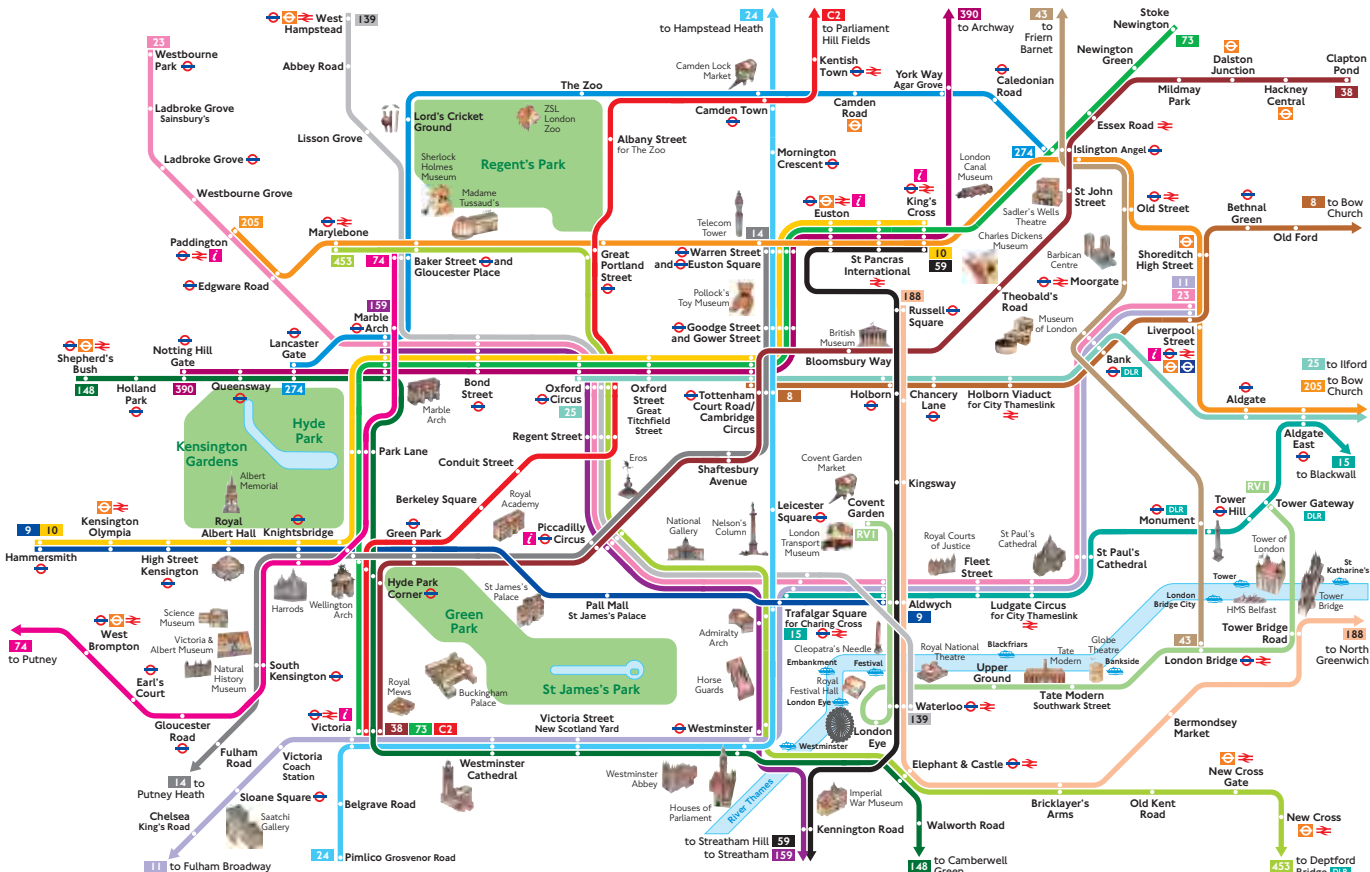 West
Hampstead
139
Abbey Road
Lisson Grove
23
Westbourne
Park
Ladbroke Grove
Sainsbury's
Ladbroke Grove
Westbourne Grove
205
Paddington
i
Edgware Road
Marylebone
453
74
Baker Street and
Gloucester Place
159
Marble
Arch
Lancaster
Gate
Notting Hill
Gate
Shepherd's
Bush
148
Holland
Park
390
Queensway
274
Lord's Cricket
Ground
ZSL
London
Zoo
Sherlock
Holmes
Museum
Regent's Park
Madame
Tussaud's
The Zoo
24
to Hampstead Heath
C2
to Parliament
Hill Fields
Camden Lock
Market
Kentish
Town
Camden Town
Camden
Road
Albany Street
for The Zoo
Mornington
Crescent
390
to Archway
York Way
Agar Grove
43
to
Friern
Barnet
Caledonian
Road
Stoke
Newington
73
Newington
Green
Dalston
Junction
Clapton
Pond
38
Mildmay
Park
Hackney
Central
Essex Road
274
Islington Angel
London
Canal
Museum
i
King's
Cross
Euston
i
Telecom
Tower
14
Great
Portland
Street
Warren Street
and Euston Square
St Pancras
International
10
59
Sadler's Wells
Theatre
Charles Dickens
Museum
St John
Street
Old Street
Bethnal
Green
8
to Bow
Church
Old Ford
Barbican
Centre
Shoreditch
High Street
Moorgate
11
23
Pollock's
Toy Museum
Goodge Street
and Gower Street
188
Russell
Square
Theobald's
Road
British
Museum
Bloomsbury Way
Museum
of London
Liverpool
Street
i
Bank
DLR
25
to Ilford
205
to Bow
Church
Aldgate
Bond
Street
Marble
Arch
Oxford
Circus
25
Oxford
Street
Great
Titchfield
Street
Tottenham
Court Road/
Cambridge
Circus
8
Holborn
Chancery
Lane
Holborn Viaduct
for City Thameslink
Hyde
Park
Kensington
Gardens
Albert
Memorial
Royal
Albert Hall
Knightsbridge
Park Lane
Regent Street
Conduit Street
Berkeley Square
Royal
Academy
Green Park
Eros
i
Piccadilly
Circus
Shaftesbury
Avenue
Leicester
Square
Covent Garden
Market
Covent
Garden
London
Transport
Museum
RV1
National
Gallery
Nelson's
Column
Kingsway
Royal Courts
of Justice
Fleet
Street
St Paul's
Cathedral
St Paul's
Cathedral
Aldgate
East
15
to Blackwall
RV1
Tower Gateway
DLR
Tower
Hill
Monument
DLR
Tower of
London
St
Katharine's
Tower
London
Bridge City
HMS Belfast
Tower
Bridge
Tower Bridge
Road
9
10
Hammersmith
Kensington
Olympia
High Street
Kensington
Harrods
Wellington
Arch
Hyde Park
Corner
St James's
Palace
Green
Park
Pall Mall
St James's Palace
Trafalgar Square
for Charing Cross
15
Aldwych
9
Ludgate Circus
for City Thameslink
Science
Museum
Victoria &
Albert Museum
Natural
History
Museum
West
Brompton
Earl's
Court
74
to Putney
Gloucester
Road
South
Kensington
Royal
Mews
Buckingham
Palace
St James's Park
Admiralty
Arch
Horse
Guards
Cleopatra's Needle
Embankment
Festival
Royal
Festival Hall
London Eye
Royal National
Theatre
Blackfriars
Upper
Ground
Tate
Modern
Globe
Theatre
Bankside
43
London Bridge
188
to North
Greenwich
Tate Modern
Southwark Street
Waterloo
139
London
Eye
Westminster
Bermondsey
Market
i
Victoria
38
73
C2
Victoria Street
New Scotland Yard
Westminster
Fulham
Road
14
to
Putney Heath
Victoria
Coach
Station
Sloane Square
Saatchi
Gallery
Chelsea
King's Road
11
to Fulham Broadway
Belgrave Road
24
Pimlico Grosvenor Road
Westminster
Cathedral
Westminster
Abbey
Houses of
Parliament
River Thames
Imperial
War Museum
Elephant & Castle
Kennington Road
to Streatham Hill
59
to Streatham
159
Walworth Road
148
to Camberwell
Green
Bricklayer's
Arms
Old Kent
Road
New Cross
Gate
New Cross
453
to Deptford
Bridge
DLR